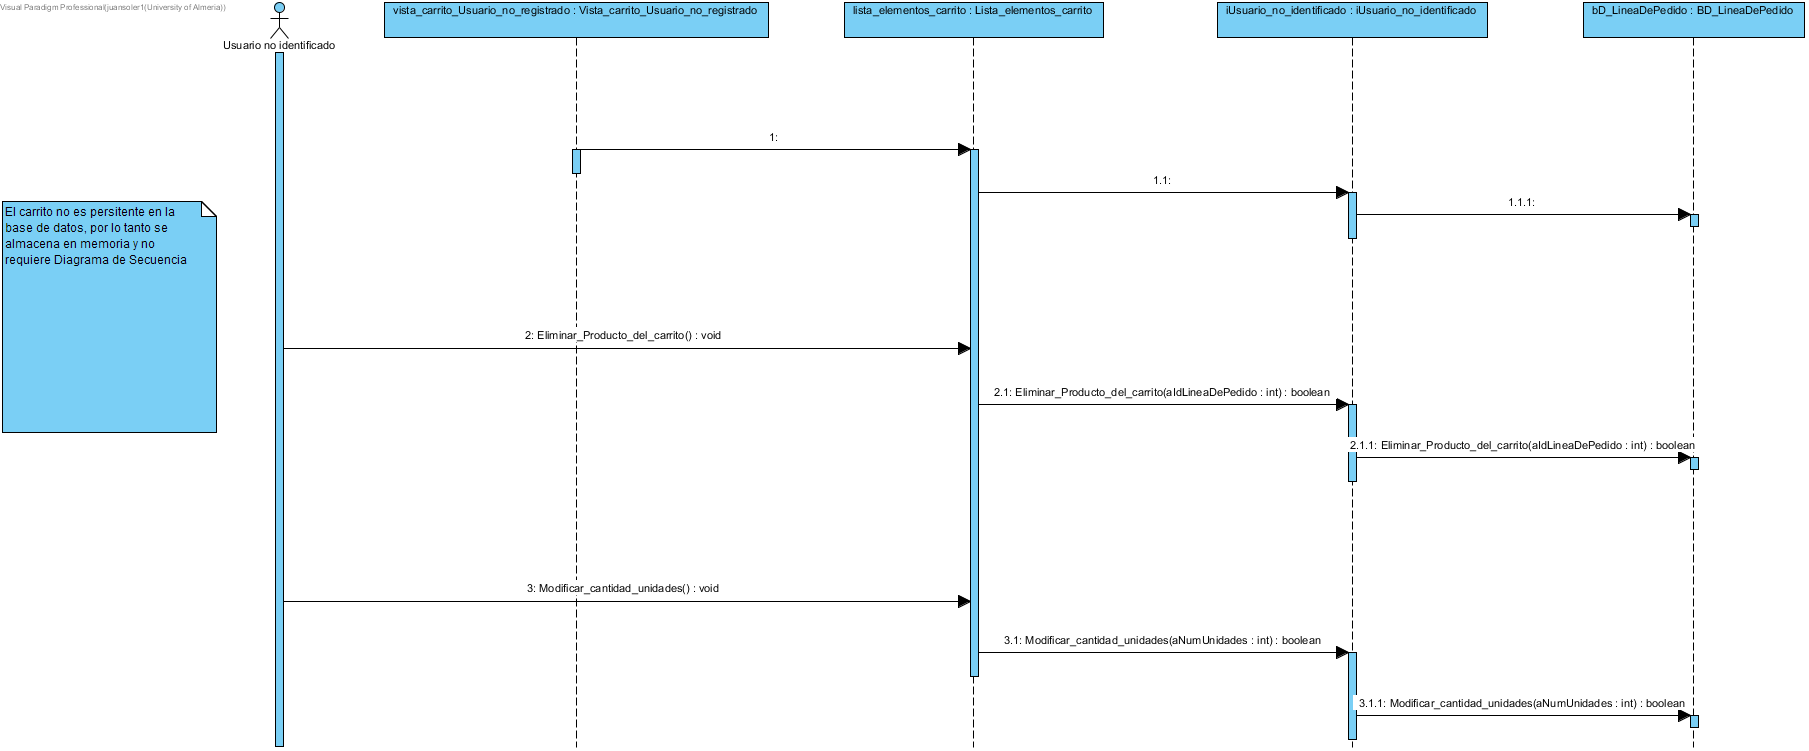 Visual Paradigm Professional(juansoler1(University of Almeria))
Usuario no identificado
vista_carrito_Usuario_no_registrado : Vista_carrito_Usuario_no_registrado
lista_elementos_carrito : Lista_elementos_carrito
iUsuario_no_identificado : iUsuario_no_identificado
bD_LineaDePedido : BD_LineaDePedido
1:
1.1:
1.1.1:
El carrito no es persitente en la
base de datos, por lo tanto se
almacena en memoria y no
requiere Diagrama de Secuencia
2: Eliminar_Producto_del_carrito() : void
2.1: Eliminar_Producto_del_carrito(aIdLineaDePedido : int) : boolean
2.1.1: Eliminar_Producto_del_carrito(aIdLineaDePedido : int) : boolean
3: Modificar_cantidad_unidades() : void
3.1: Modificar_cantidad_unidades(aNumUnidades : int) : boolean
3.1.1: Modificar_cantidad_unidades(aNumUnidades : int) : boolean